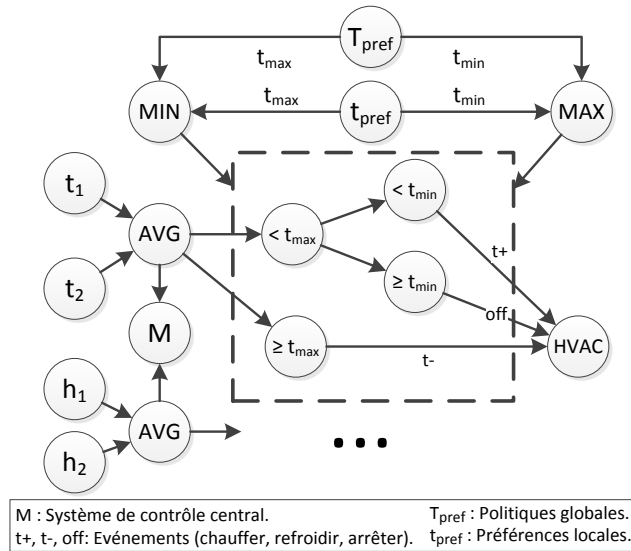 Tpref
tmax tmin
MIN tmax tpref tmin MAX
t1
< tmin
AVG < tmax
t+
t2
≥ tmin
off
M
≥ tmax t- HVAC
h1
AVG
h2
...
M : Système de contrôle central. Tpref : Politiques globales.
t+, t-, off: Evénements (chauffer, refroidir, arrêter). tpref : Préférences locales.